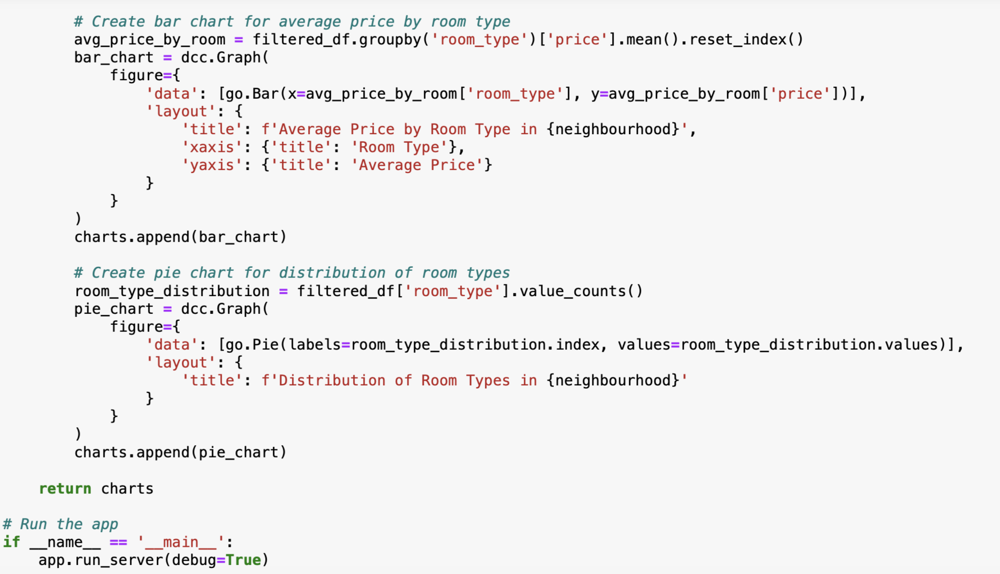 # Create bar chart for average price by room type
avg_price_by_room = filtered_df.groupby('room_type')['price'].mean().reset_index()
bar_chart = dcc.Graph(
figure={
'data': [go.Bar(x=avg_price_by_room['room_type'], y=avg_price_by_room['price'])],
'layout': {
'title': f'Average Price by Room Type in {neighbourhood}',
'xaxis': {'title': 'Room Type'},
'yaxis': {'title': 'Average Price'}
}
}
)
charts.append(bar_chart)
# Create pie chart for distribution of room types
room_type_distribution = filtered_df['room_type'].value_counts()
pie_chart = dcc.Graph(
figure={
'data': [go.Pie(labels=room_type_distribution.index, values=room_type_distribution.values)],
'layout': {
'title': f'Distribution of Room Types in {neighbourhood}'
}
}
)
charts.append(pie_chart)
return charts
# Run the app
if __name__ == '__main__':
app.run_server(debug=True)